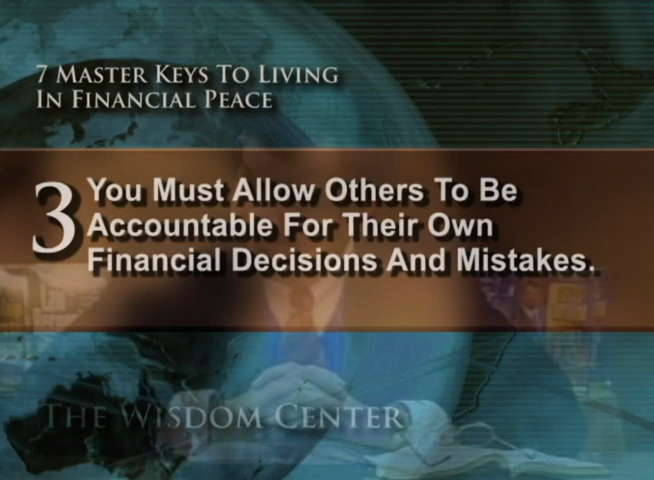 7 Master Keys To Living
In Financial Peace
3 You Must Allow Others To Be
Accountable For Their Own
Financial Decisions And Mistakes.
The Wisdom Center